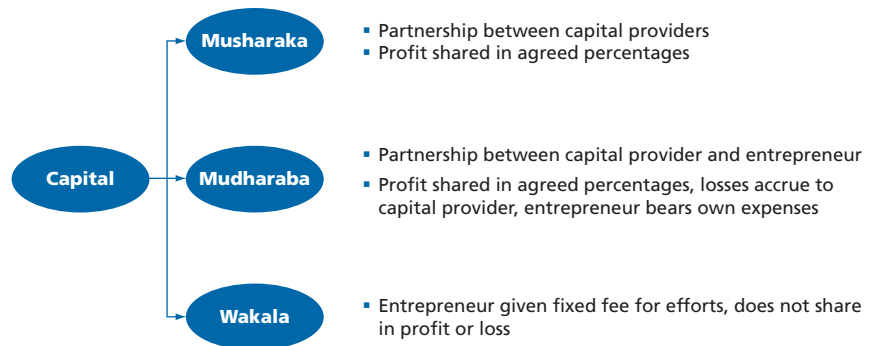 Musharaka
▪ Partnership between capital providers
▪ Profit shared in agreed percentages
Capital
Mudharaba
▪ Partnership between capital provider and entrepreneur
▪ Profit shared in agreed percentages, losses accrue to
capital provider, entrepreneur bears own expenses
Wakala
▪ Entrepreneur given fixed fee for efforts, does not share
in profit or loss